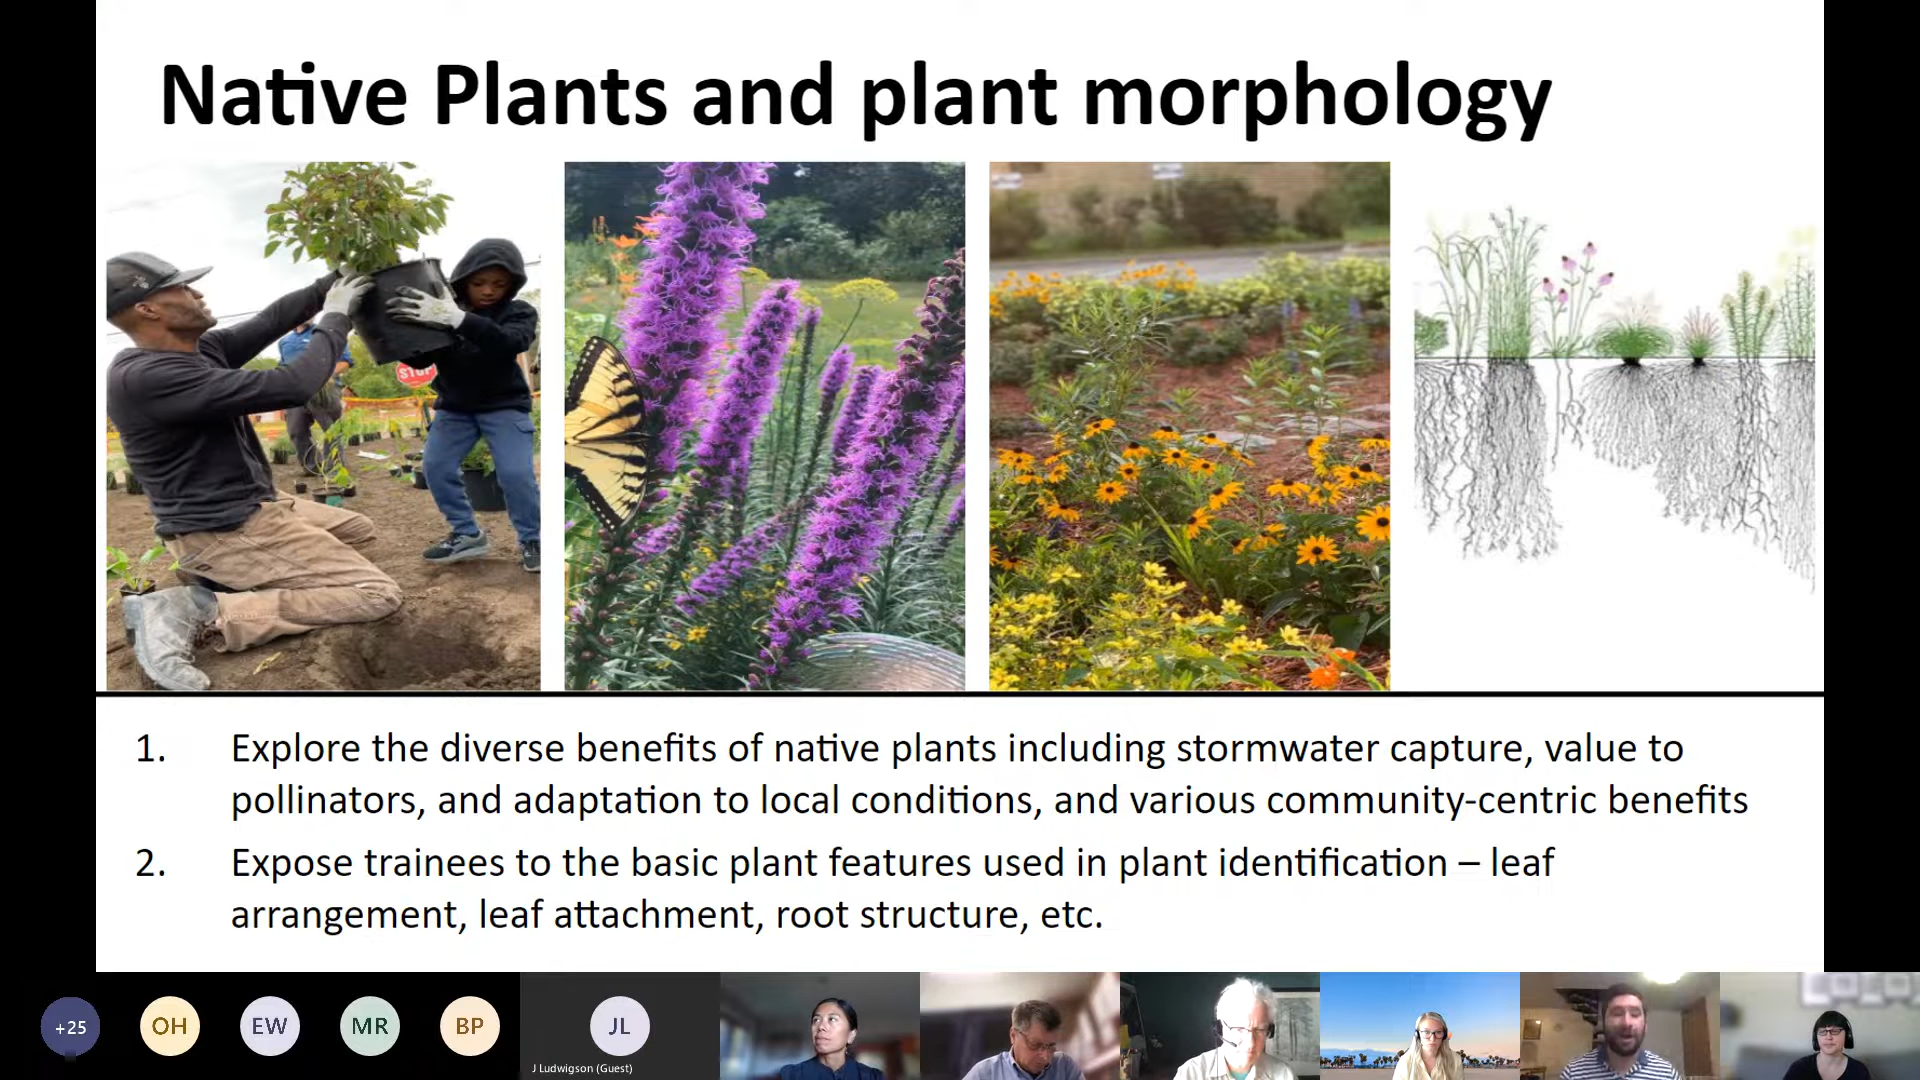 Native Plants and plant morphology
STOP
1. Explore the diverse benefits of native plants including stormwater capture, value to
pollinators, and adaptation to local conditions, and various community-centric benefits
2. Expose trainees to the basic plant features used in plant identification – leaf
arrangement, leaf attachment, root structure, etc.
+25
OH
EW
MR
BP
JL
J Ludwigson (Guest)